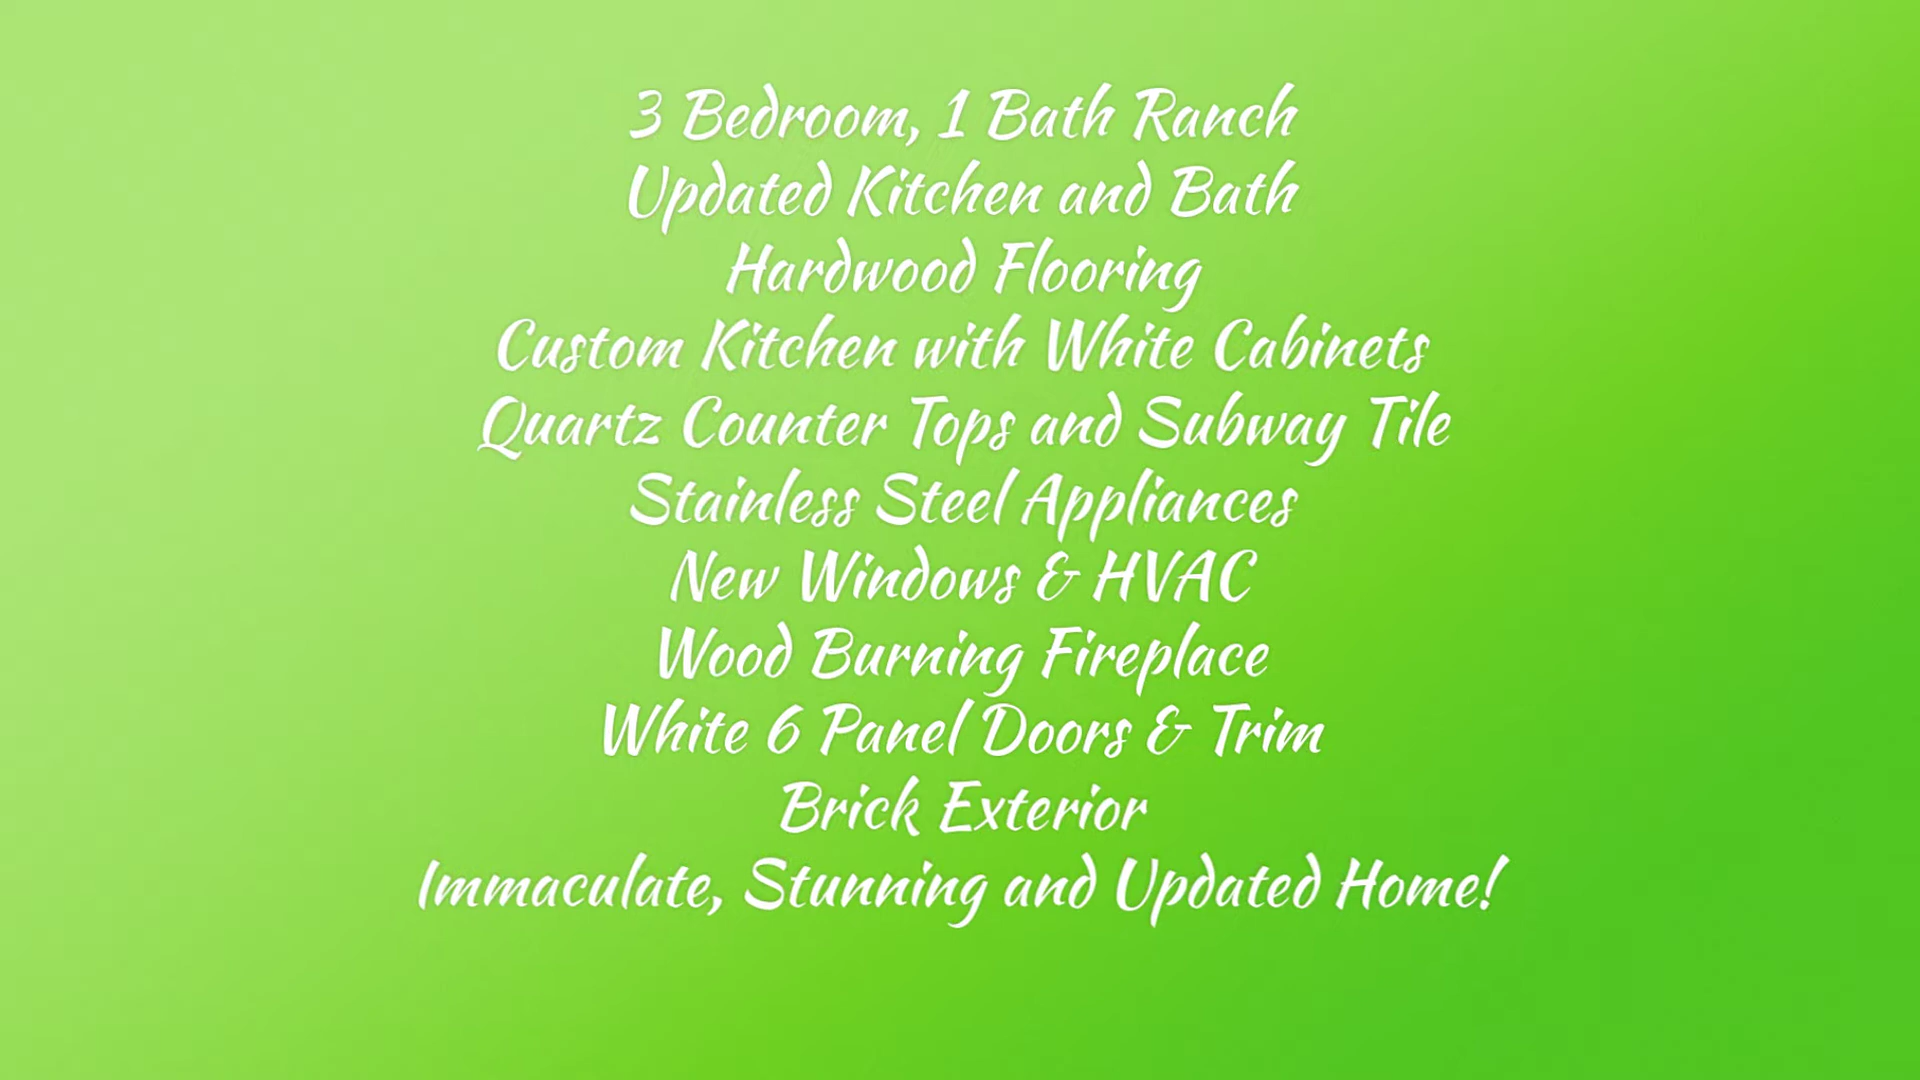 3 Bedroom, 1 Bath Ranch
Updated Kitchen and Bath
Hardwood Flooring
Custom Kitchen with White Cabinets
Quartz Counter Tops and Subway Tile
Stainless Steel Appliances
New Windows & HVAC
Wood Burning Fireplace
White 6 Panel Doors & Trim
Brick Exterior
Immaculate, Stunning and Updated Home!